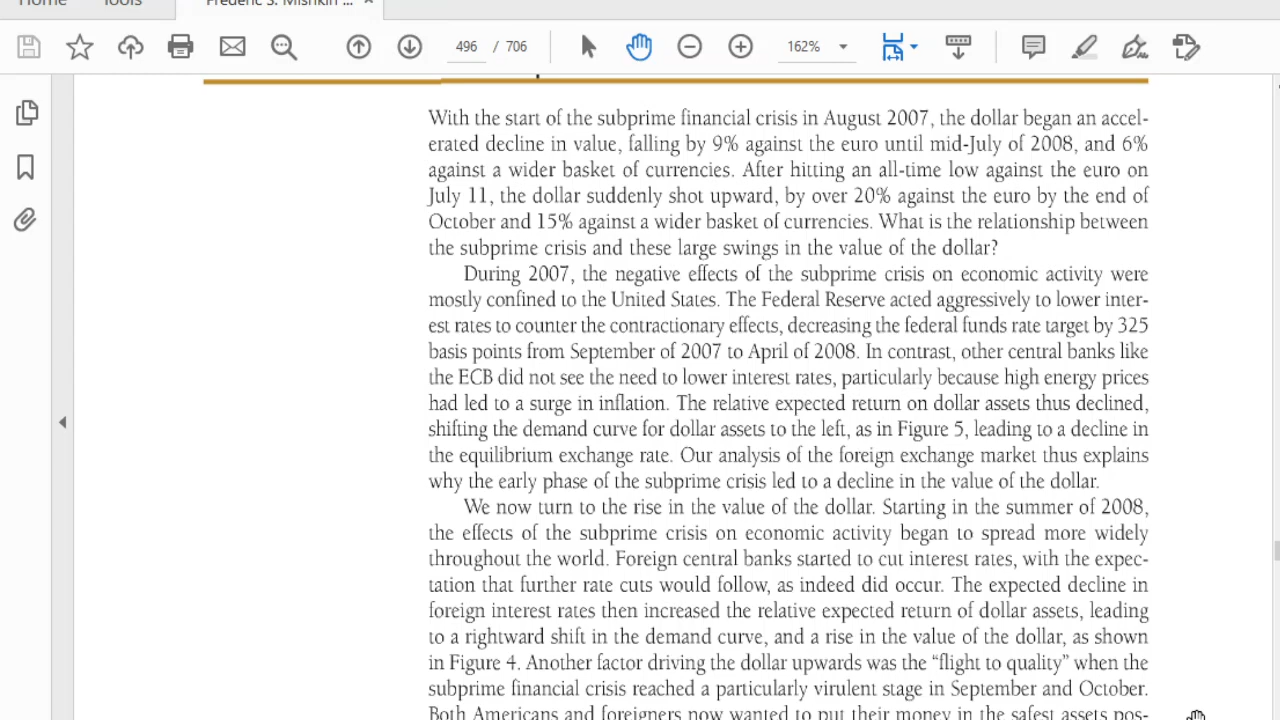 Home Tools Frederic S. Mishkin ... ×
496 / 706 162%
With the start of the subprime financial crisis in August 2007, the dollar began an accel-
erated decline in value, falling by 9% against the euro until mid-July of 2008, and 6%
against a wider basket of currencies. After hitting an all-time low against the euro on
July 11, the dollar suddenly shot upward, by over 20% against the euro by the end of
October and 15% against a wider basket of currencies. What is the relationship between
the subprime crisis and these large swings in the value of the dollar?
During 2007, the negative effects of the subprime crisis on economic activity were
mostly confined to the United States. The Federal Reserve acted aggressively to lower inter-
est rates to counter the contractionary effects, decreasing the federal funds rate target by 325
basis points from September of 2007 to April of 2008. In contrast, other central banks like
the ECB did not see the need to lower interest rates, particularly because high energy prices
had led to a surge in inflation. The relative expected return on dollar assets thus declined,
shifting the demand curve for dollar assets to the left, as in Figure 5, leading to a decline in
the equilibrium exchange rate. Our analysis of the foreign exchange market thus explains
why the early phase of the subprime crisis led to a decline in the value of the dollar.
We now turn to the rise in the value of the dollar. Starting in the summer of 2008,
the effects of the subprime crisis on economic activity began to spread more widely
throughout the world. Foreign central banks started to cut interest rates, with the expec-
tation that further rate cuts would follow, as indeed did occur. The expected decline in
foreign interest rates then increased the relative expected return of dollar assets, leading
to a rightward shift in the demand curve, and a rise in the value of the dollar, as shown
in Figure 4. Another factor driving the dollar upwards was the “flight to quality” when the
subprime financial crisis reached a particularly virulent stage in September and October.
Both Americans and foreigners now wanted to put their money in the safest assets pos-